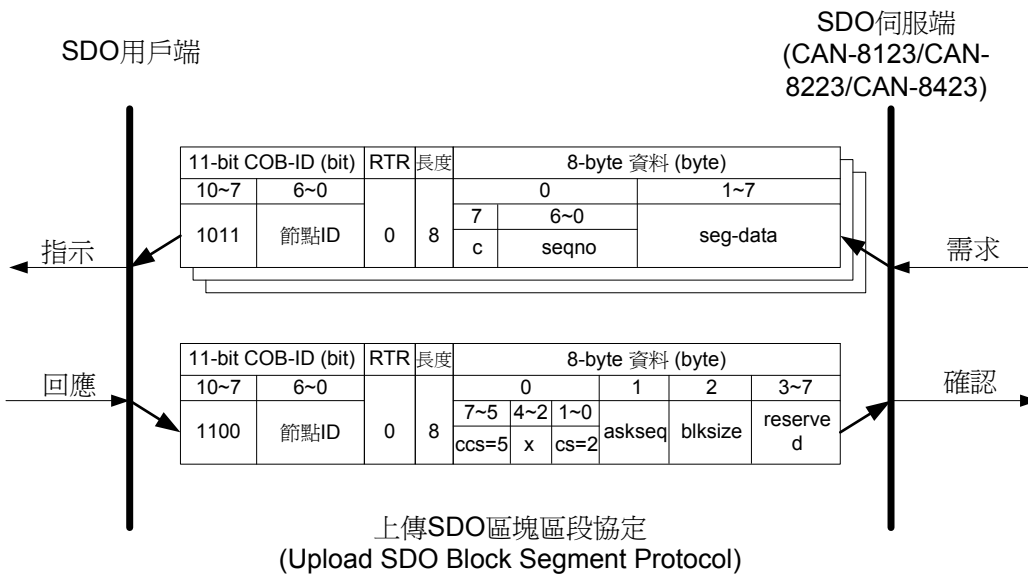 SDO用戶端
SDO伺服端
(CAN-8123/CAN-
8223/CAN-8423)
11-bit COB-ID (bit) RTR 長度 8-byte 資料 (byte)
10~7 6~0 0 1~7
7 6~0
1011 節點ID 0 8 c seqno seg-data
指示 需求
11-bit COB-ID (bit) RTR 長度 8-byte 資料 (byte)
10~7 6~0 0 1 2 3~7
7~5 4~2 1~0
1100 節點ID 0 8 ccs=5 x cs=2 askseq blksize reserve
d
回應 確認
上傳SDO區塊區段協定
(Upload SDO Block Segment Protocol)